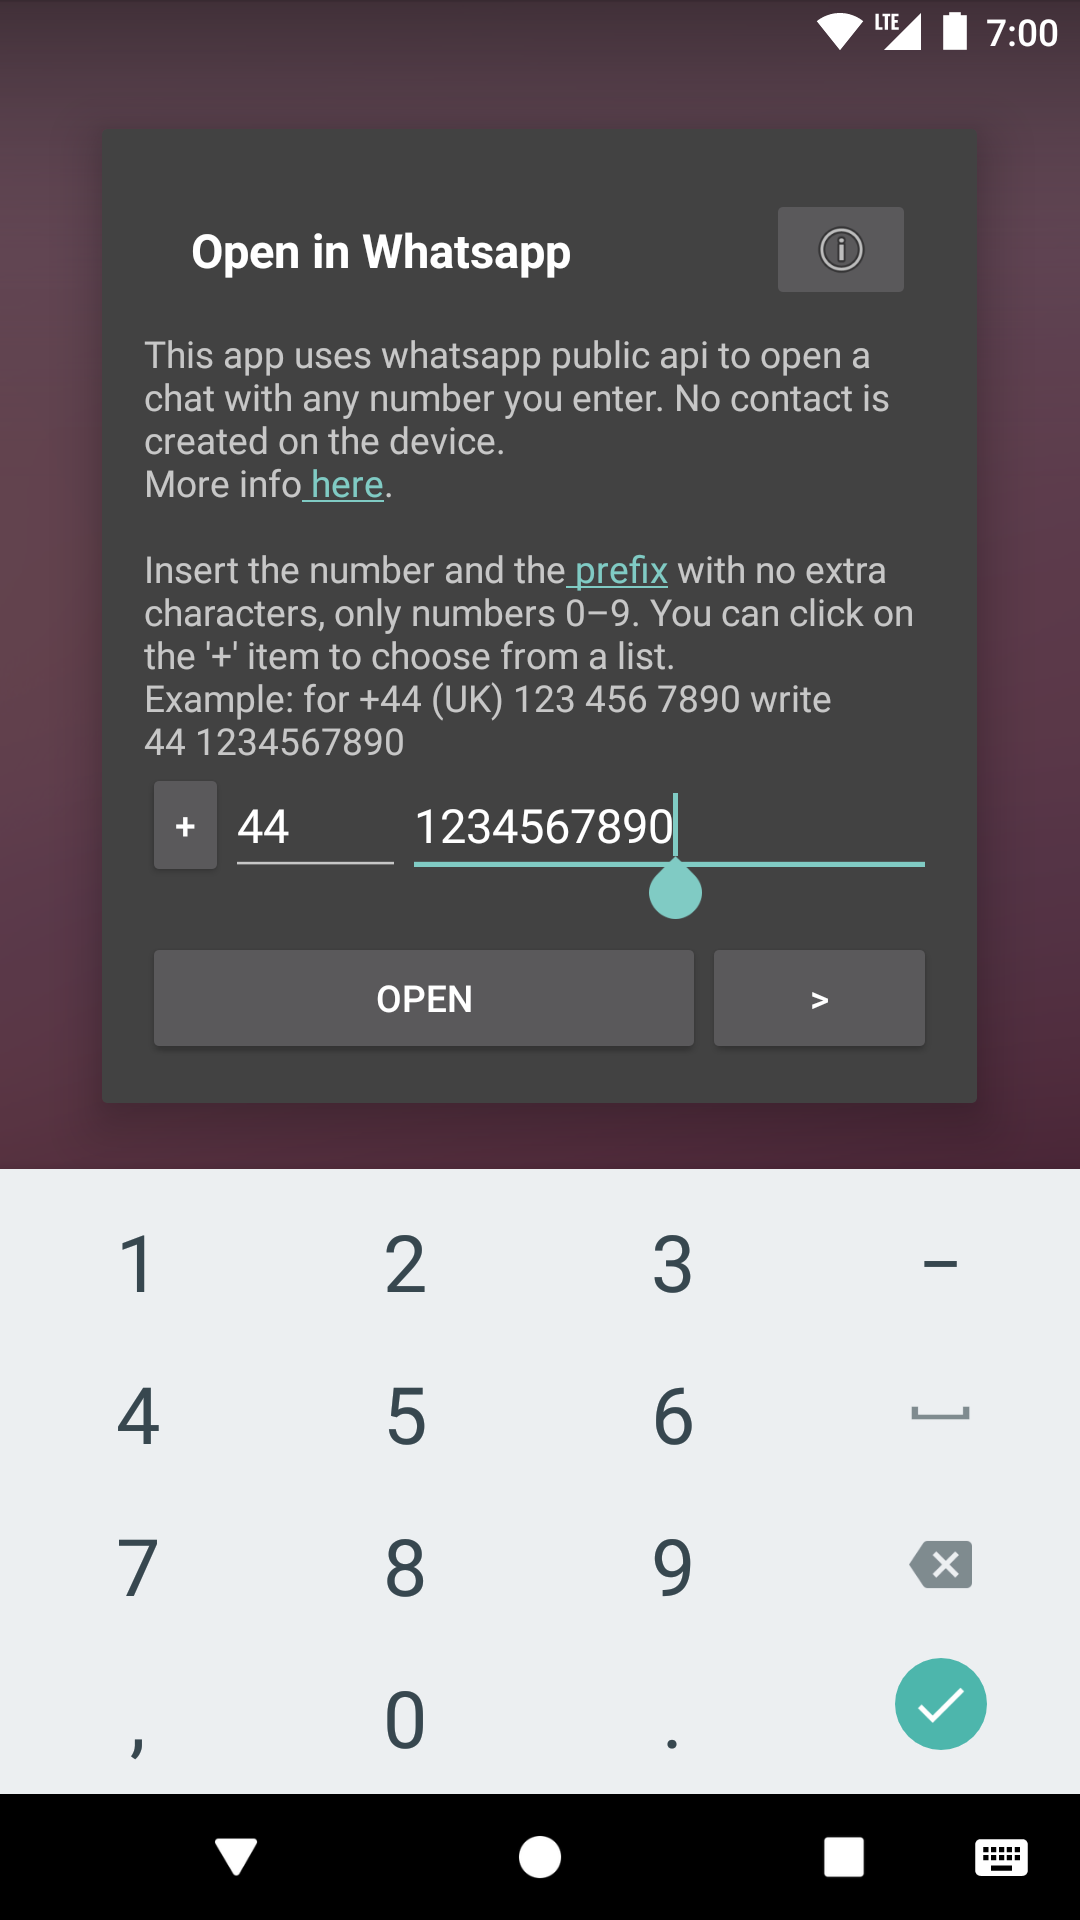 LTE 7:00
Open in Whatsapp
This app uses whatsapp public api to open a
chat with any number you enter. No contact is
created on the device.
More info here.
Insert the number and the prefix with no extra
characters, only numbers 0–9. You can click on
the '+' item to choose from a list.
Example: for +44 (UK) 123 456 7890 write
44 1234567890
+ 44 1234567890
OPEN >
1 2 3 –
4 5 6
7 8 9
, 0 .